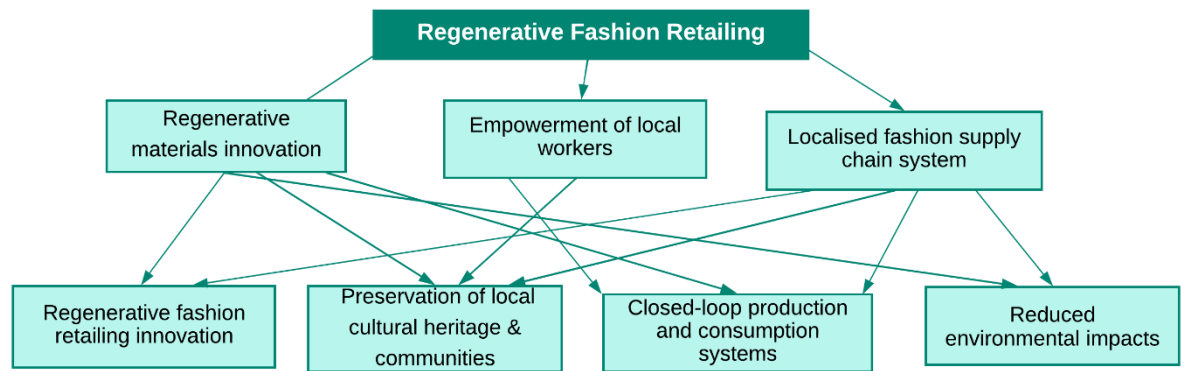 Regenerative Fashion Retailing
Regenerative
materials innovation
Empowerment of local
workers
Localised fashion supply
chain system
Regenerative fashion
retailing innovation
Preservation of local
cultural heritage &
communities
Closed-loop production
and consumption
systems
Reduced
environmental impacts